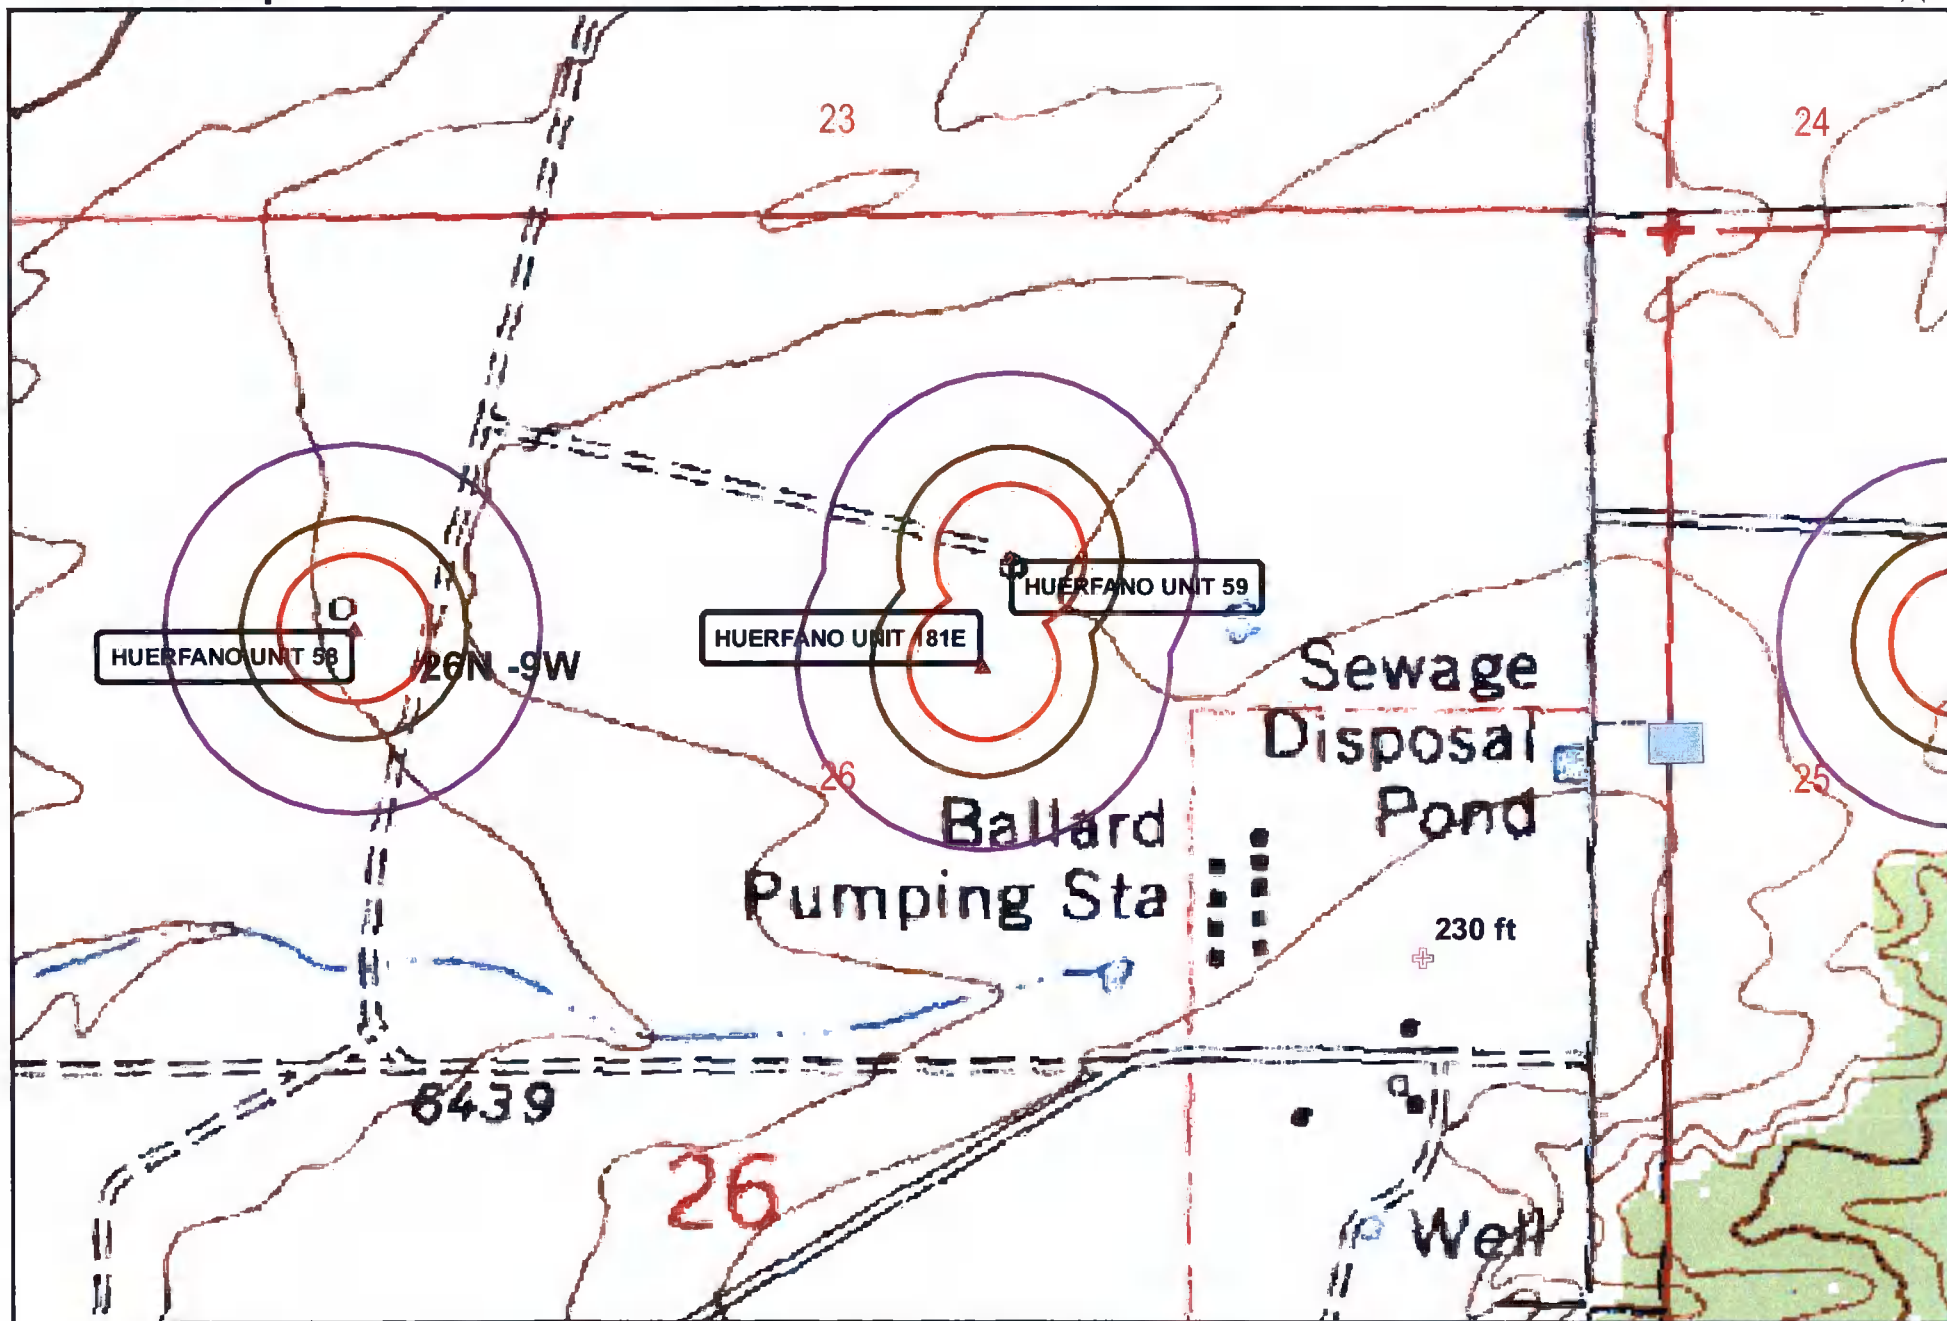 23
24
HUERFANO UNIT 59
HUERFANO UNIT 181E
HUERFANO UNIT 58
26N -9W
Sewage
Disposal
Pond
26
25
Ballard
Pumping Sta
230 ft
6439
26
Well